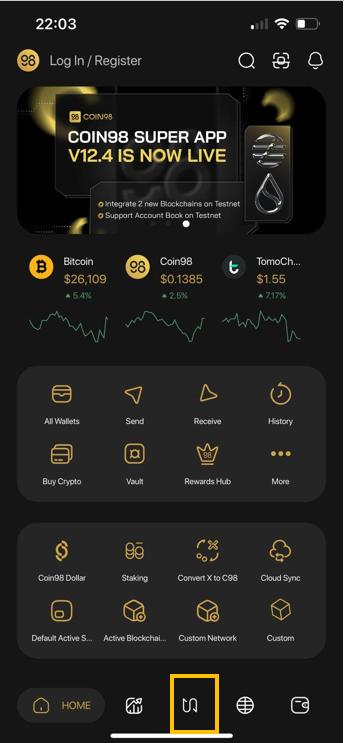 22:03
98 Log In / Register
98 COIN98
COIN98 SUPER APP
V12.4 IS NOW LIVE
Integrate 2 new Blockchains on Testnet
Support Account Book on Testnet
Bitcoin
$26,109
5.4%
98 Coin98
$0.1385
2.5%
TomoCh...
$1.55
7.17%
All Wallets
Send
Receive
History
Buy Crypto
Vault
98
Rewards Hub
More
Coin98 Dollar
Staking
Convert X to C98
Cloud Sync
Default Active S...
Active Blockchai...
Custom Network
Custom
HOME